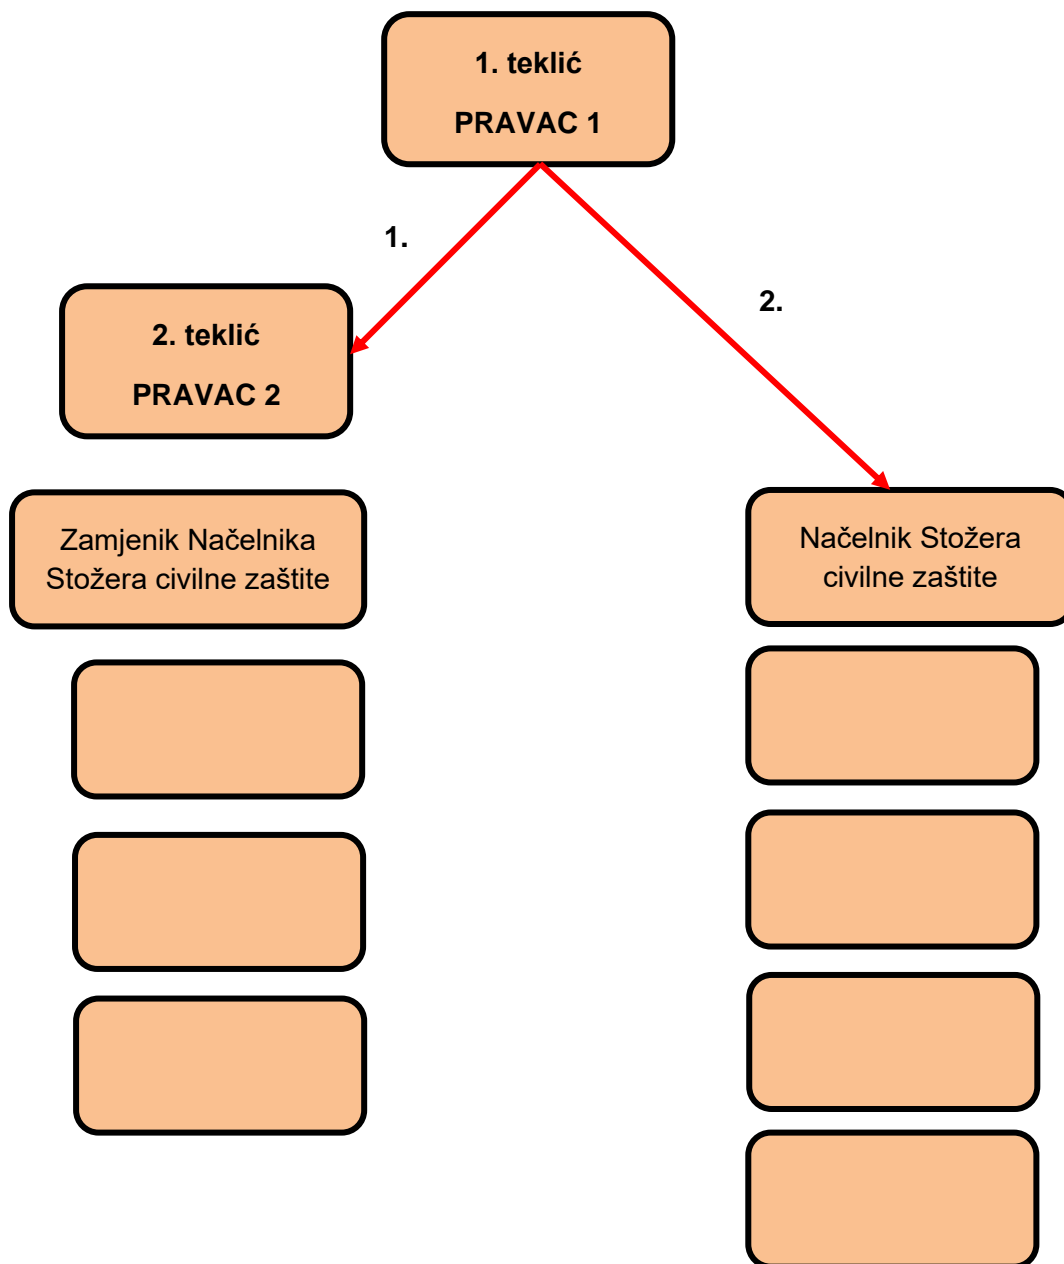 1. teklić
PRAVAC 1
1.
2.
2. teklić
PRAVAC 2
Zamjenik Načelnika
Stožera civilne zaštite
Načelnik Stožera
civilne zaštite